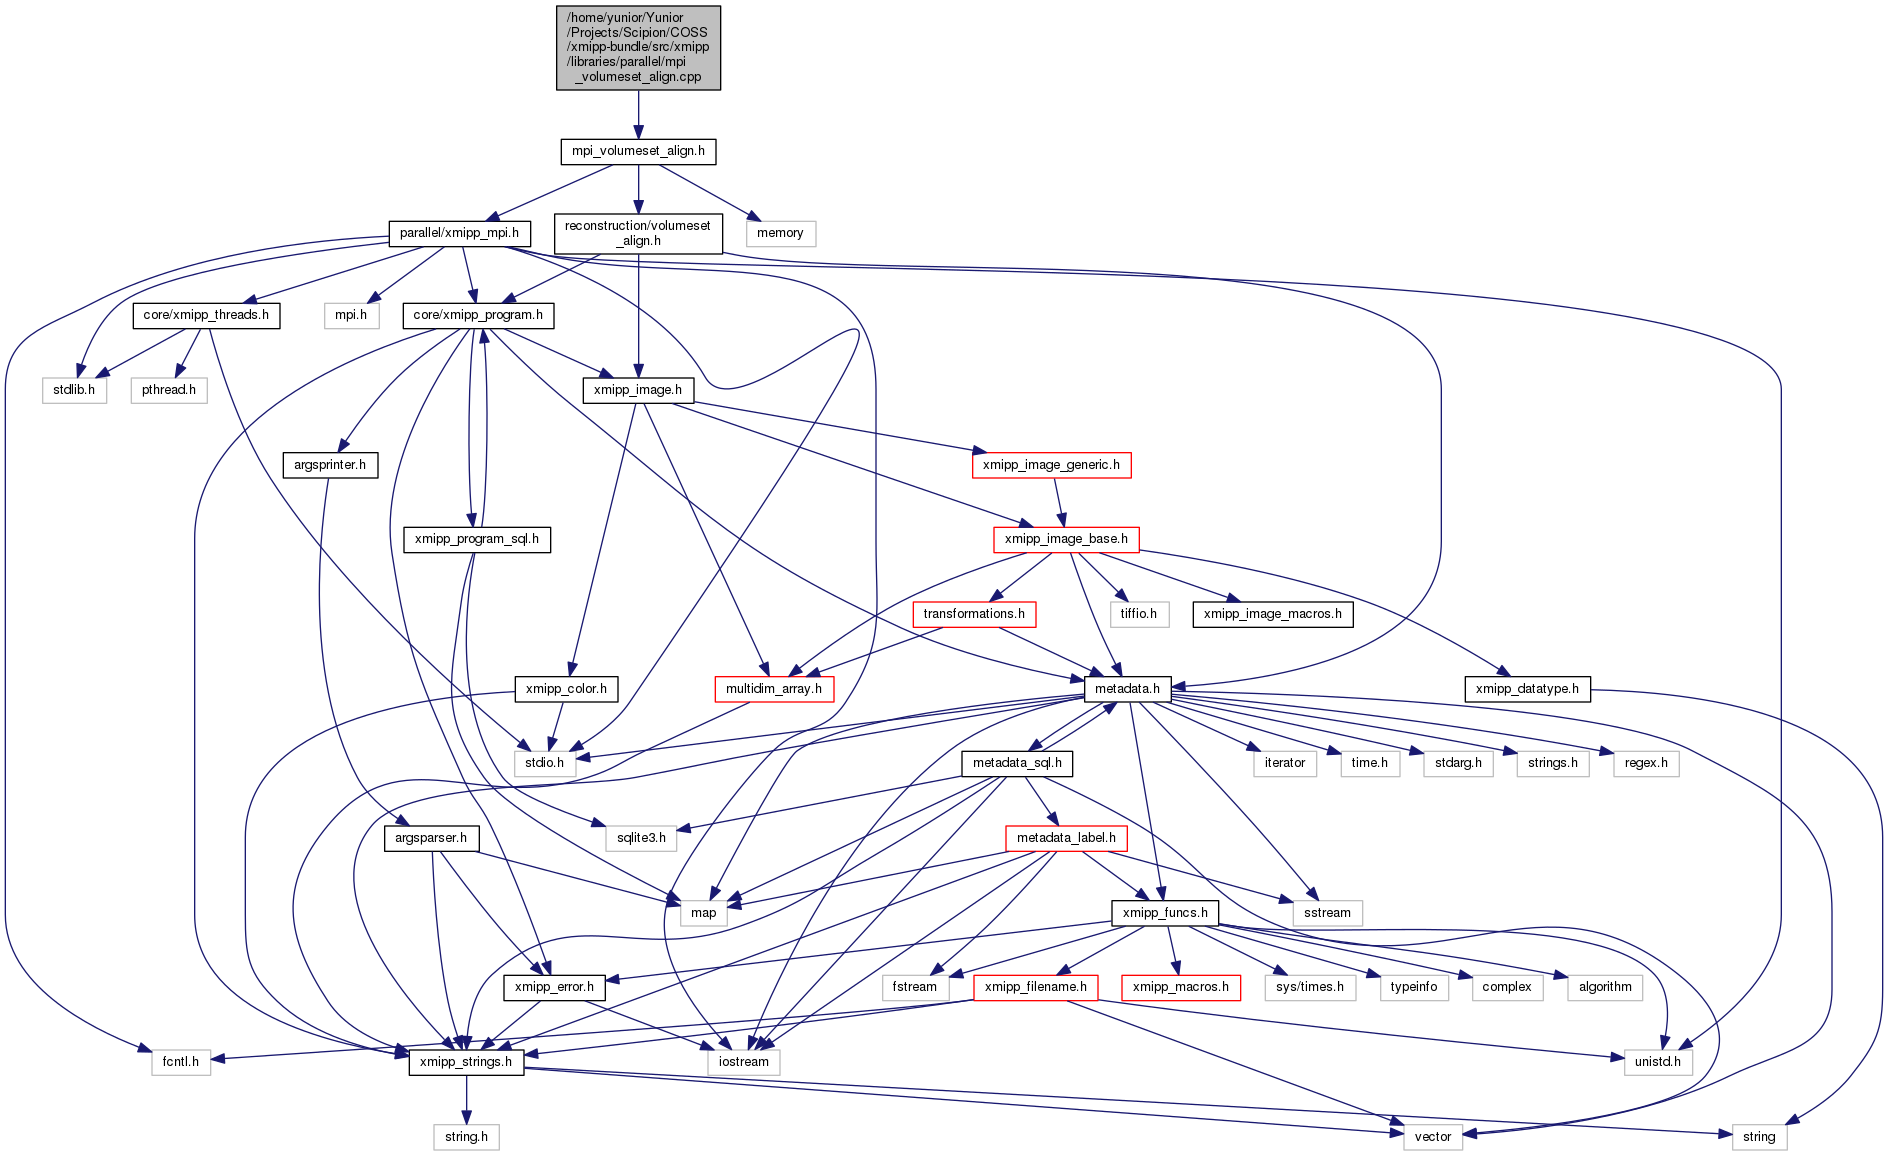 /home/yunior/Yunior
/Projects/Scipion/COSS
/xmipp-bundle/src/xmipp
/libraries/parallel/mpi
_volumeset_align.cpp
mpi_volumeset_align.h
parallel/xmipp_mpi.h
reconstruction/volumeset
_align.h
memory
core/xmipp_threads.h
mpi.h
core/xmipp_program.h
stdlib.h
pthread.h
xmipp_image.h
argsprinter.h
xmipp_image_generic.h
xmipp_program_sql.h
xmipp_image_base.h
transformations.h
tiffio.h
xmipp_image_macros.h
xmipp_color.h
multidim_array.h
metadata.h
xmipp_datatype.h
stdio.h
metadata_sql.h
iterator
time.h
stdarg.h
strings.h
regex.h
argsparser.h
sqlite3.h
metadata_label.h
map
xmipp_funcs.h
sstream
xmipp_error.h
fstream
xmipp_filename.h
xmipp_macros.h
sys/times.h
typeinfo
complex
algorithm
fcntl.h
xmipp_strings.h
iostream
unistd.h
string.h
vector
string